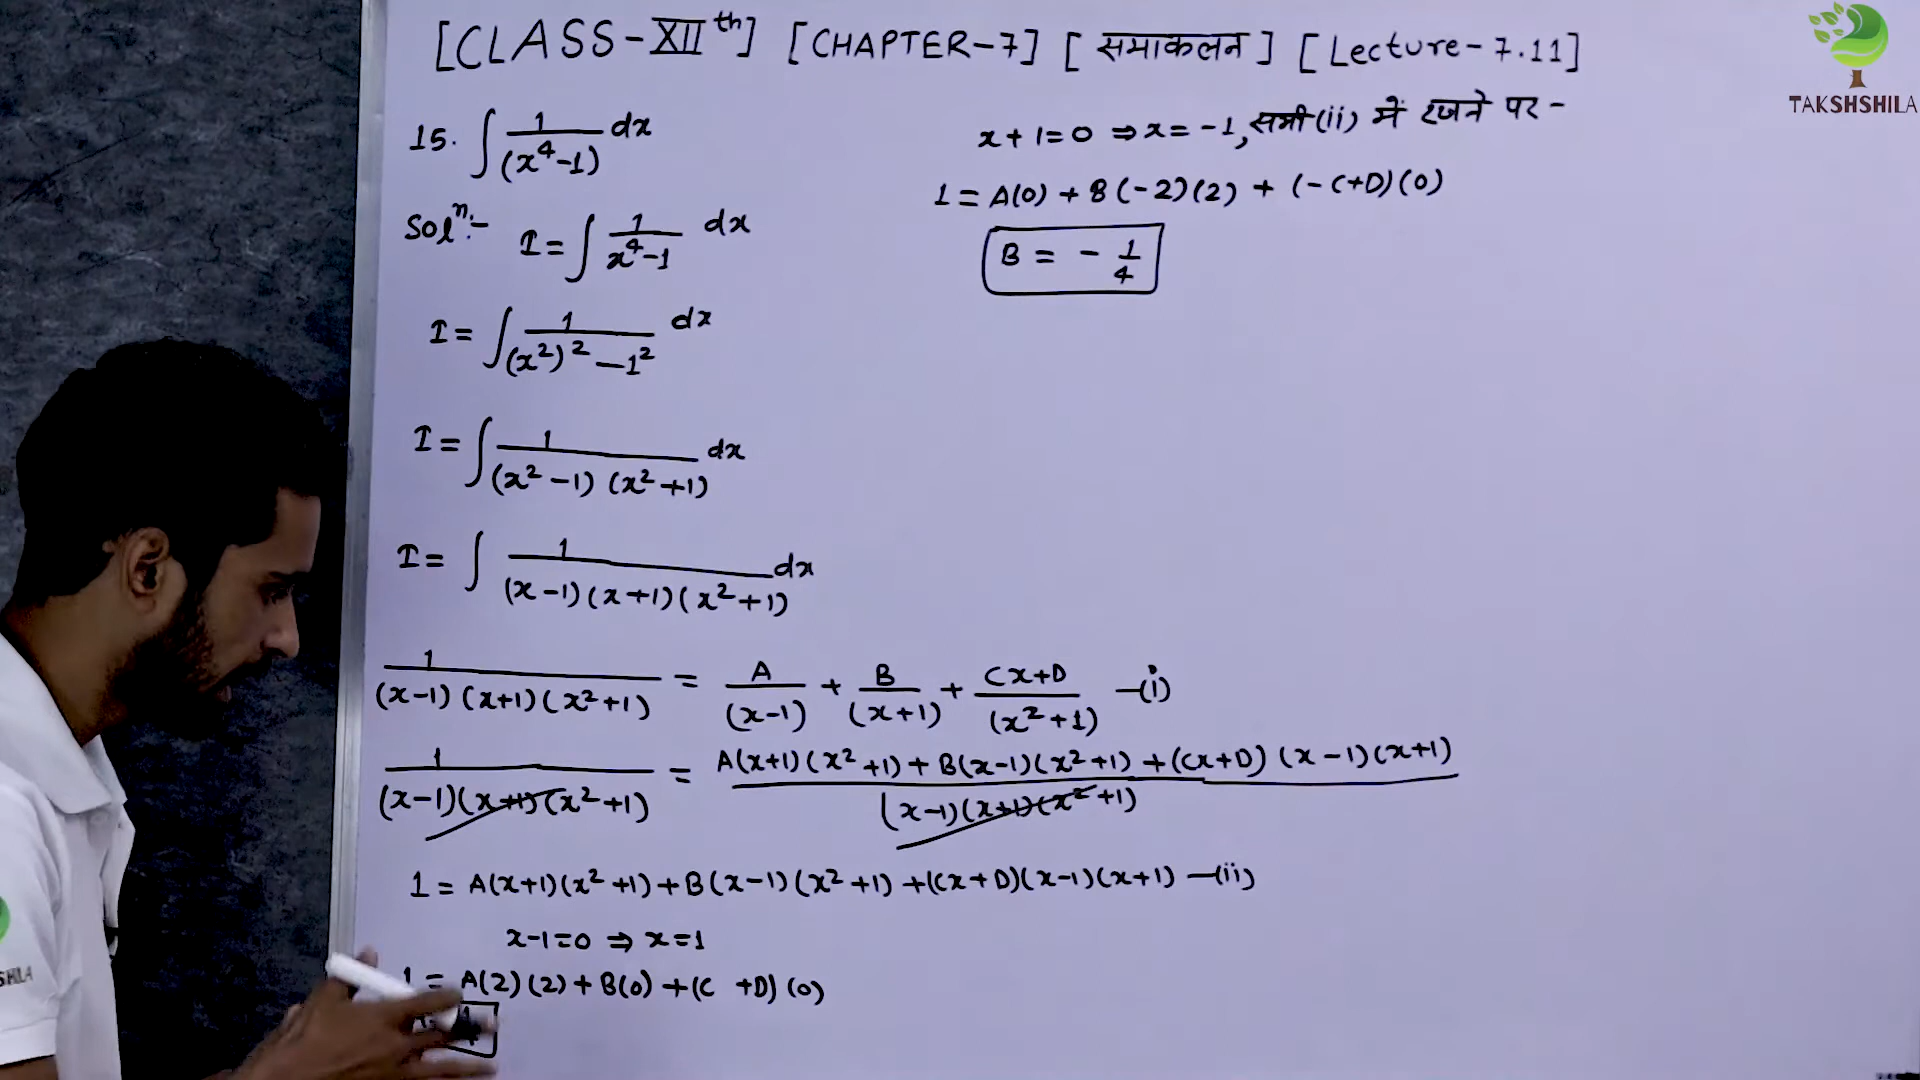 [CLASS-XIIth] [CHAPTER-7] [समाकलन] [Lecture-7.11]
TAKSHSHILA
15. ∫ 1/(x⁴-1) dx
Solⁿ:- I = ∫ 1/x⁴-1 dx
I = ∫ 1/(x²)²-1² dx
I = ∫ 1/(x²-1)(x²+1) dx
I = ∫ 1/(x-1)(x+1)(x²+1) dx
1/(x-1)(x+1)(x²+1) = A/(x-1) + B/(x+1) + Cx+D/(x²+1) -(i)
1/(x-1)(x+1)(x²+1) = A(x+1)(x²+1)+B(x-1)(x²+1)+(Cx+D)(x-1)(x+1)/(x-1)(x+1)(x²+1)
1 = A(x+1)(x²+1)+B(x-1)(x²+1)+(Cx+D)(x-1)(x+1) -(ii)
x-1=0 ⇒ x=1
1 = A(2)(2)+B(0)+(C +D)(0)
x+1=0 ⇒ x=-1, समी (ii) में रखने पर -
1 = A(0) + B(-2)(2) + (-C+D)(0)
B = - 1/4